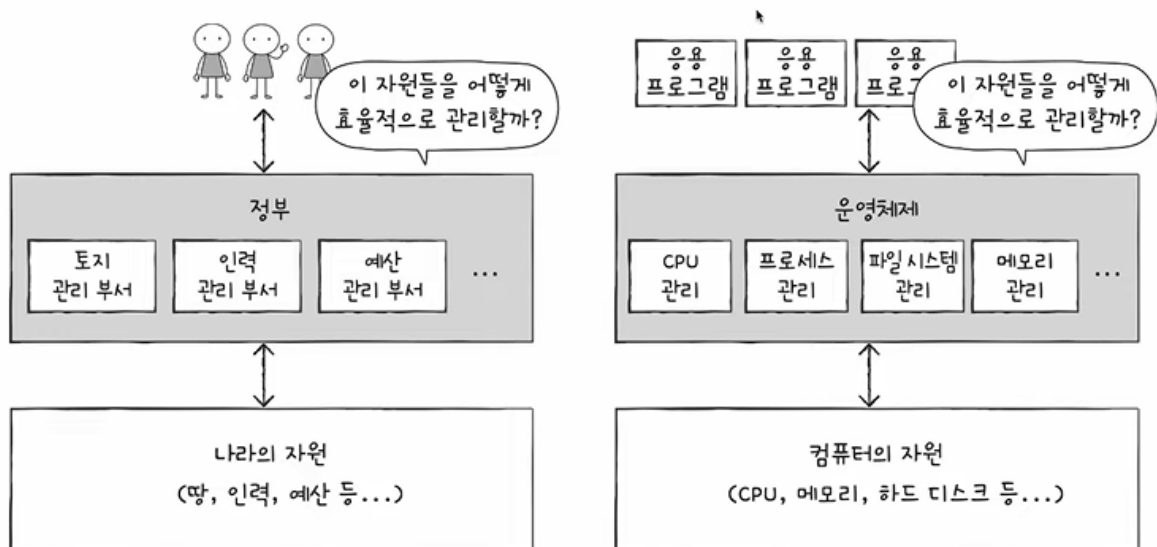 이 자원들을 어떻게
효율적으로 관리할까?
정부
토지
관리 부서
인력
관리 부서
예산
관리 부서
...
나라의 자원
(땅, 인력, 예산 등...)
응용
프로그램
응용
프로그램
응용
프로그
이 자원들을 어떻게
효율적으로 관리할까?
운영체제
CPU
관리
프로세스
관리
파일 시스템
관리
메모리
관리
...
컴퓨터의 자원
(CPU, 메모리, 하드 디스크 등...)